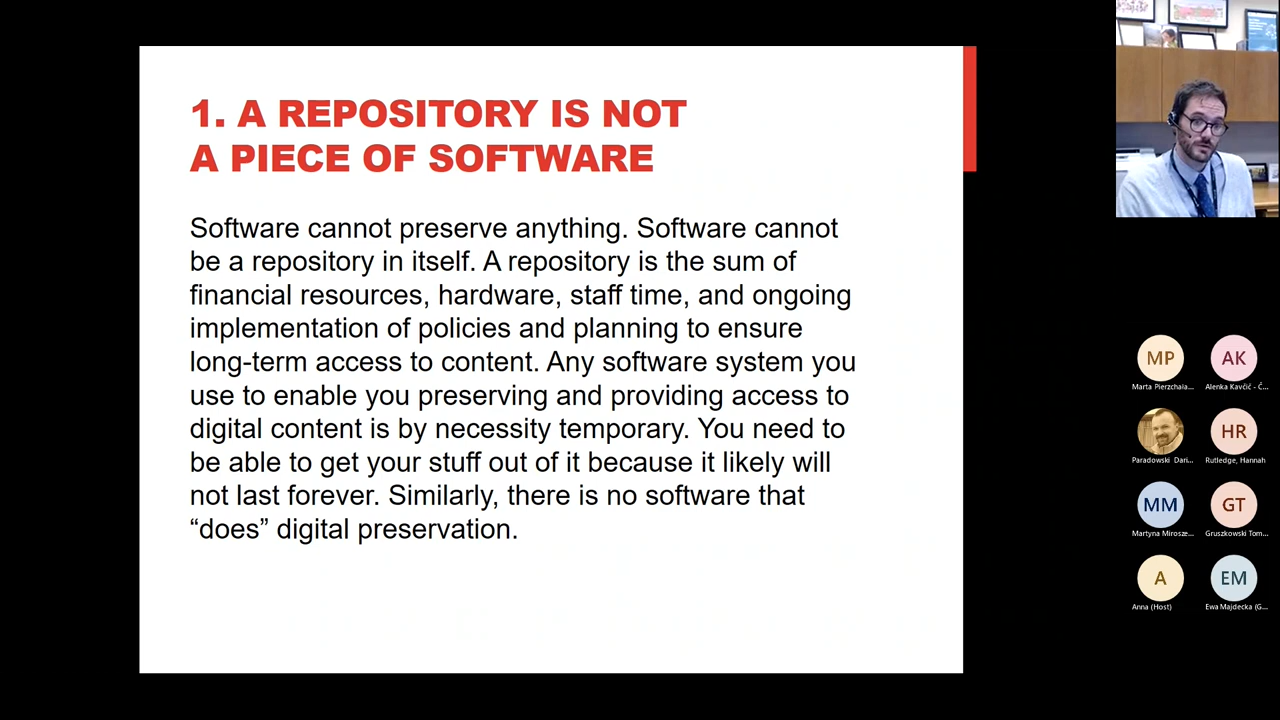 1. A REPOSITORY IS NOT
A PIECE OF SOFTWARE
Software cannot preserve anything. Software cannot
be a repository in itself. A repository is the sum of
financial resources, hardware, staff time, and ongoing
implementation of policies and planning to ensure
long-term access to content. Any software system you
use to enable you preserving and providing access to
digital content is by necessity temporary. You need to
be able to get your stuff out of it because it likely will
not last forever. Similarly, there is no software that
“does” digital preservation.
MP
AK
Marta Pierzchała...
Alenka Kavčič - Č...
HR
Paradowski Dari...
Rutledge, Hannah
MM
GT
Martyna Mirosze...
Gruszkowski Tom...
A
EM
Anna (Host)
Ewa Majdecka (G...